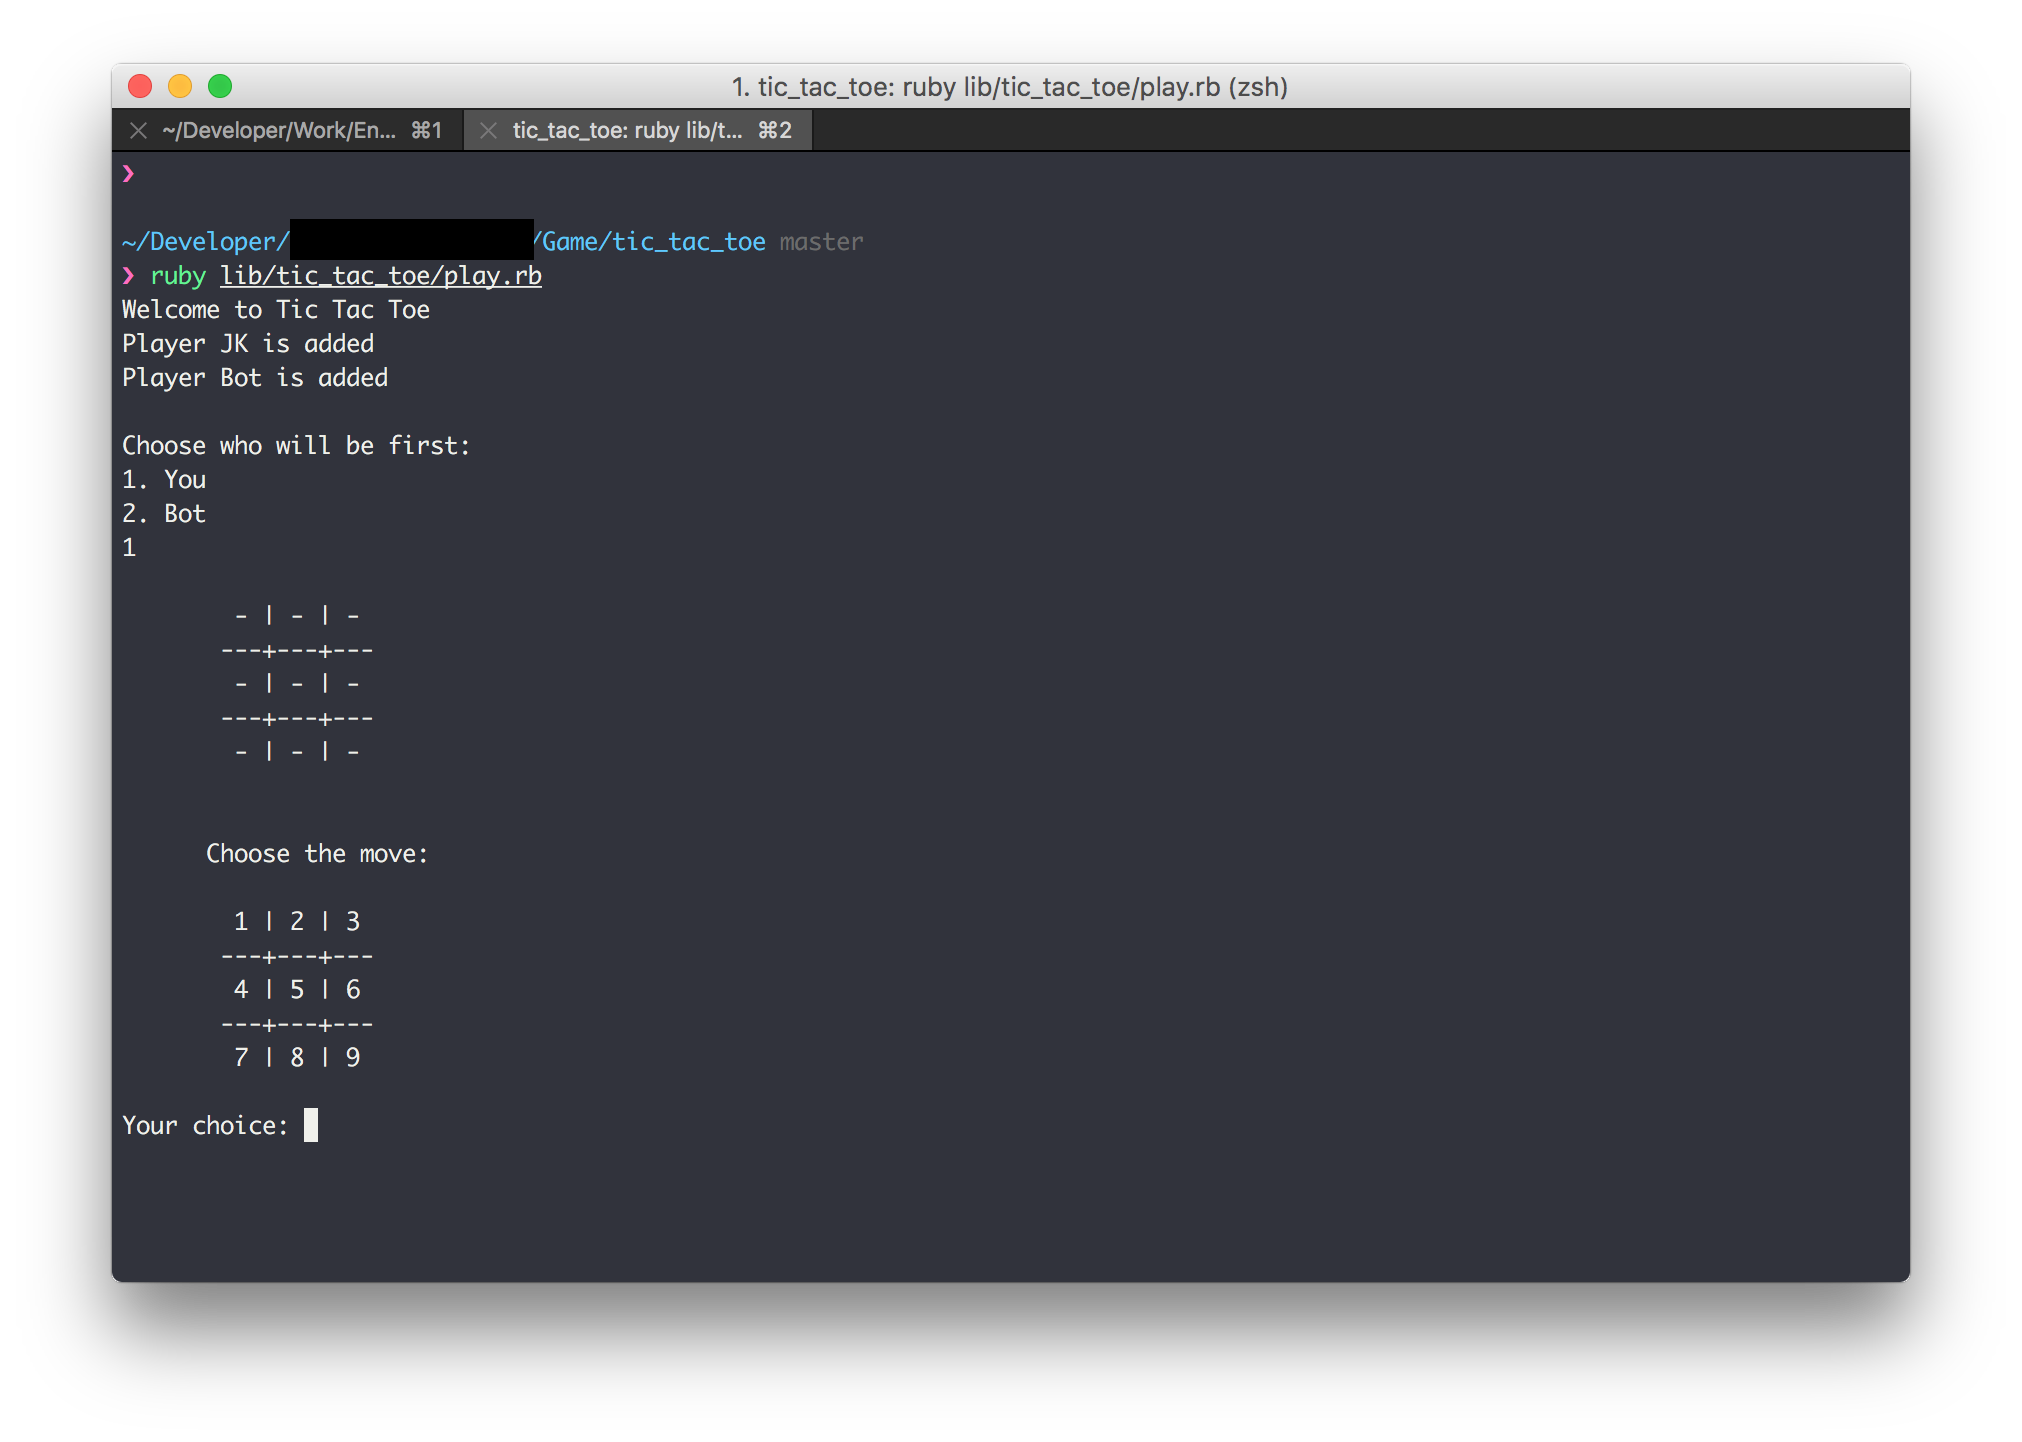 1. tic_tac_toe: ruby lib/tic_tac_toe/play.rb (zsh)
~/Developer/Work/En... ⌘1 tic_tac_toe: ruby lib/t... ⌘2
❯
~/Developer/ /Game/tic_tac_toe master
❯ ruby lib/tic_tac_toe/play.rb
Welcome to Tic Tac Toe
Player JK is added
Player Bot is added
Choose who will be first:
1. You
2. Bot
1
- | - | -
---+---+---
- | - | -
---+---+---
- | - | -
Choose the move:
1 | 2 | 3
---+---+---
4 | 5 | 6
---+---+---
7 | 8 | 9
Your choice: